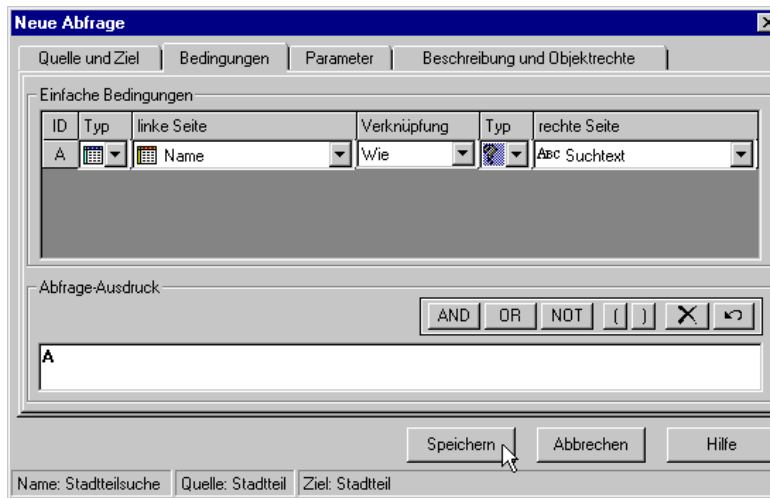 Neue Abfrage
Quelle und Ziel Bedingungen Parameter Beschreibung und Objektrechte
Einfache Bedingungen
ID Typ linke Seite Verknüpfung Typ rechte Seite
A Name Wie ABC Suchtext
Abfrage-Ausdruck
AND OR NOT ( )
A
Speichern Abbrechen Hilfe
Name: Stadtteilsuche Quelle: Stadtteil Ziel: Stadtteil